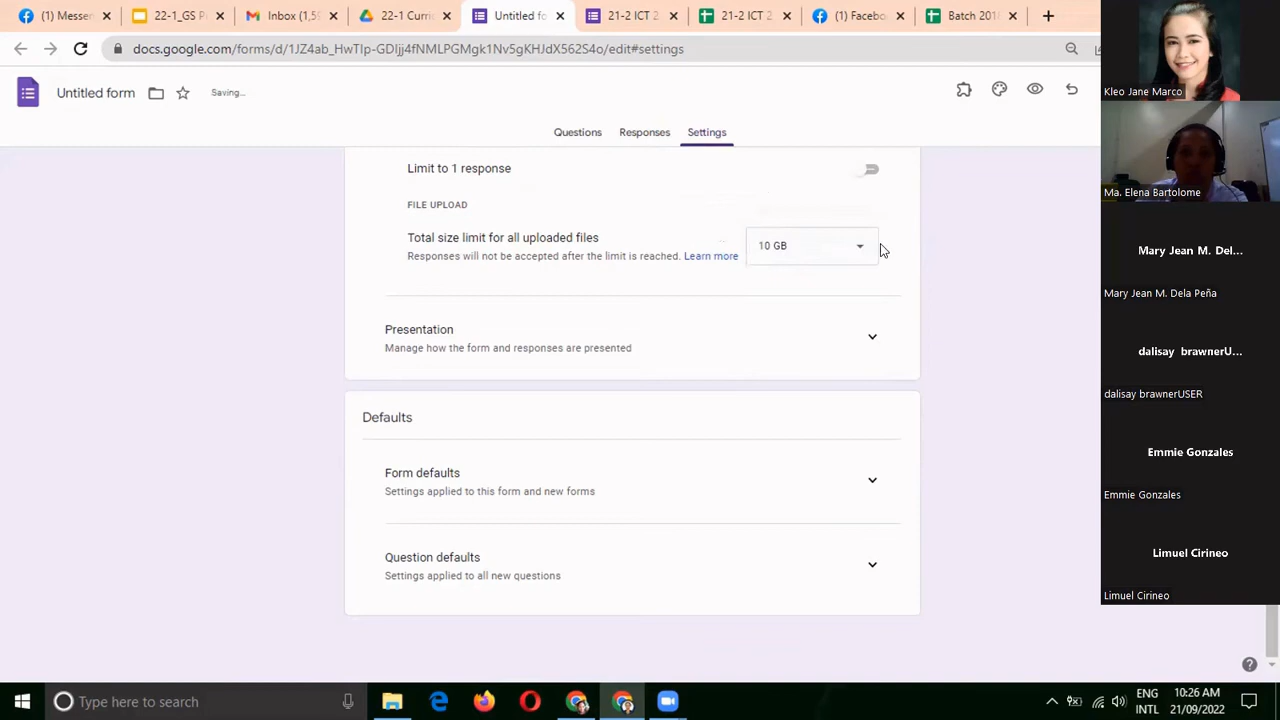 (1) Messen
22-1_GS P
Inbox (1,59
22-1 Curri
Untitled fo
21-2 ICT 2
21-2 ICT 2
(1) Facebo
Batch 201
docs.google.com/forms/d/1JZ4ab_HwTIp-GDIjj4fNMLPGMgk1Nv5gKHJdX562S4o/edit#settings
Untitled form
Saving...
Questions
Responses
Settings
Limit to 1 response
FILE UPLOAD
Total size limit for all uploaded files
Responses will not be accepted after the limit is reached. Learn more
10 GB
Presentation
Manage how the form and responses are presented
Defaults
Form defaults
Settings applied to this form and new forms
Question defaults
Settings applied to all new questions
Kleo Jane Marco
Ma. Elena Bartolome
Mary Jean M. Del...
Mary Jean M. Dela Peña
dalisay brawnerU...
dalisay brawnerUSER
Emmie Gonzales
Emmie Gonzales
Limuel Cirineo
Limuel Cirineo
Type here to search
ENG
INTL
10:26 AM
21/09/2022